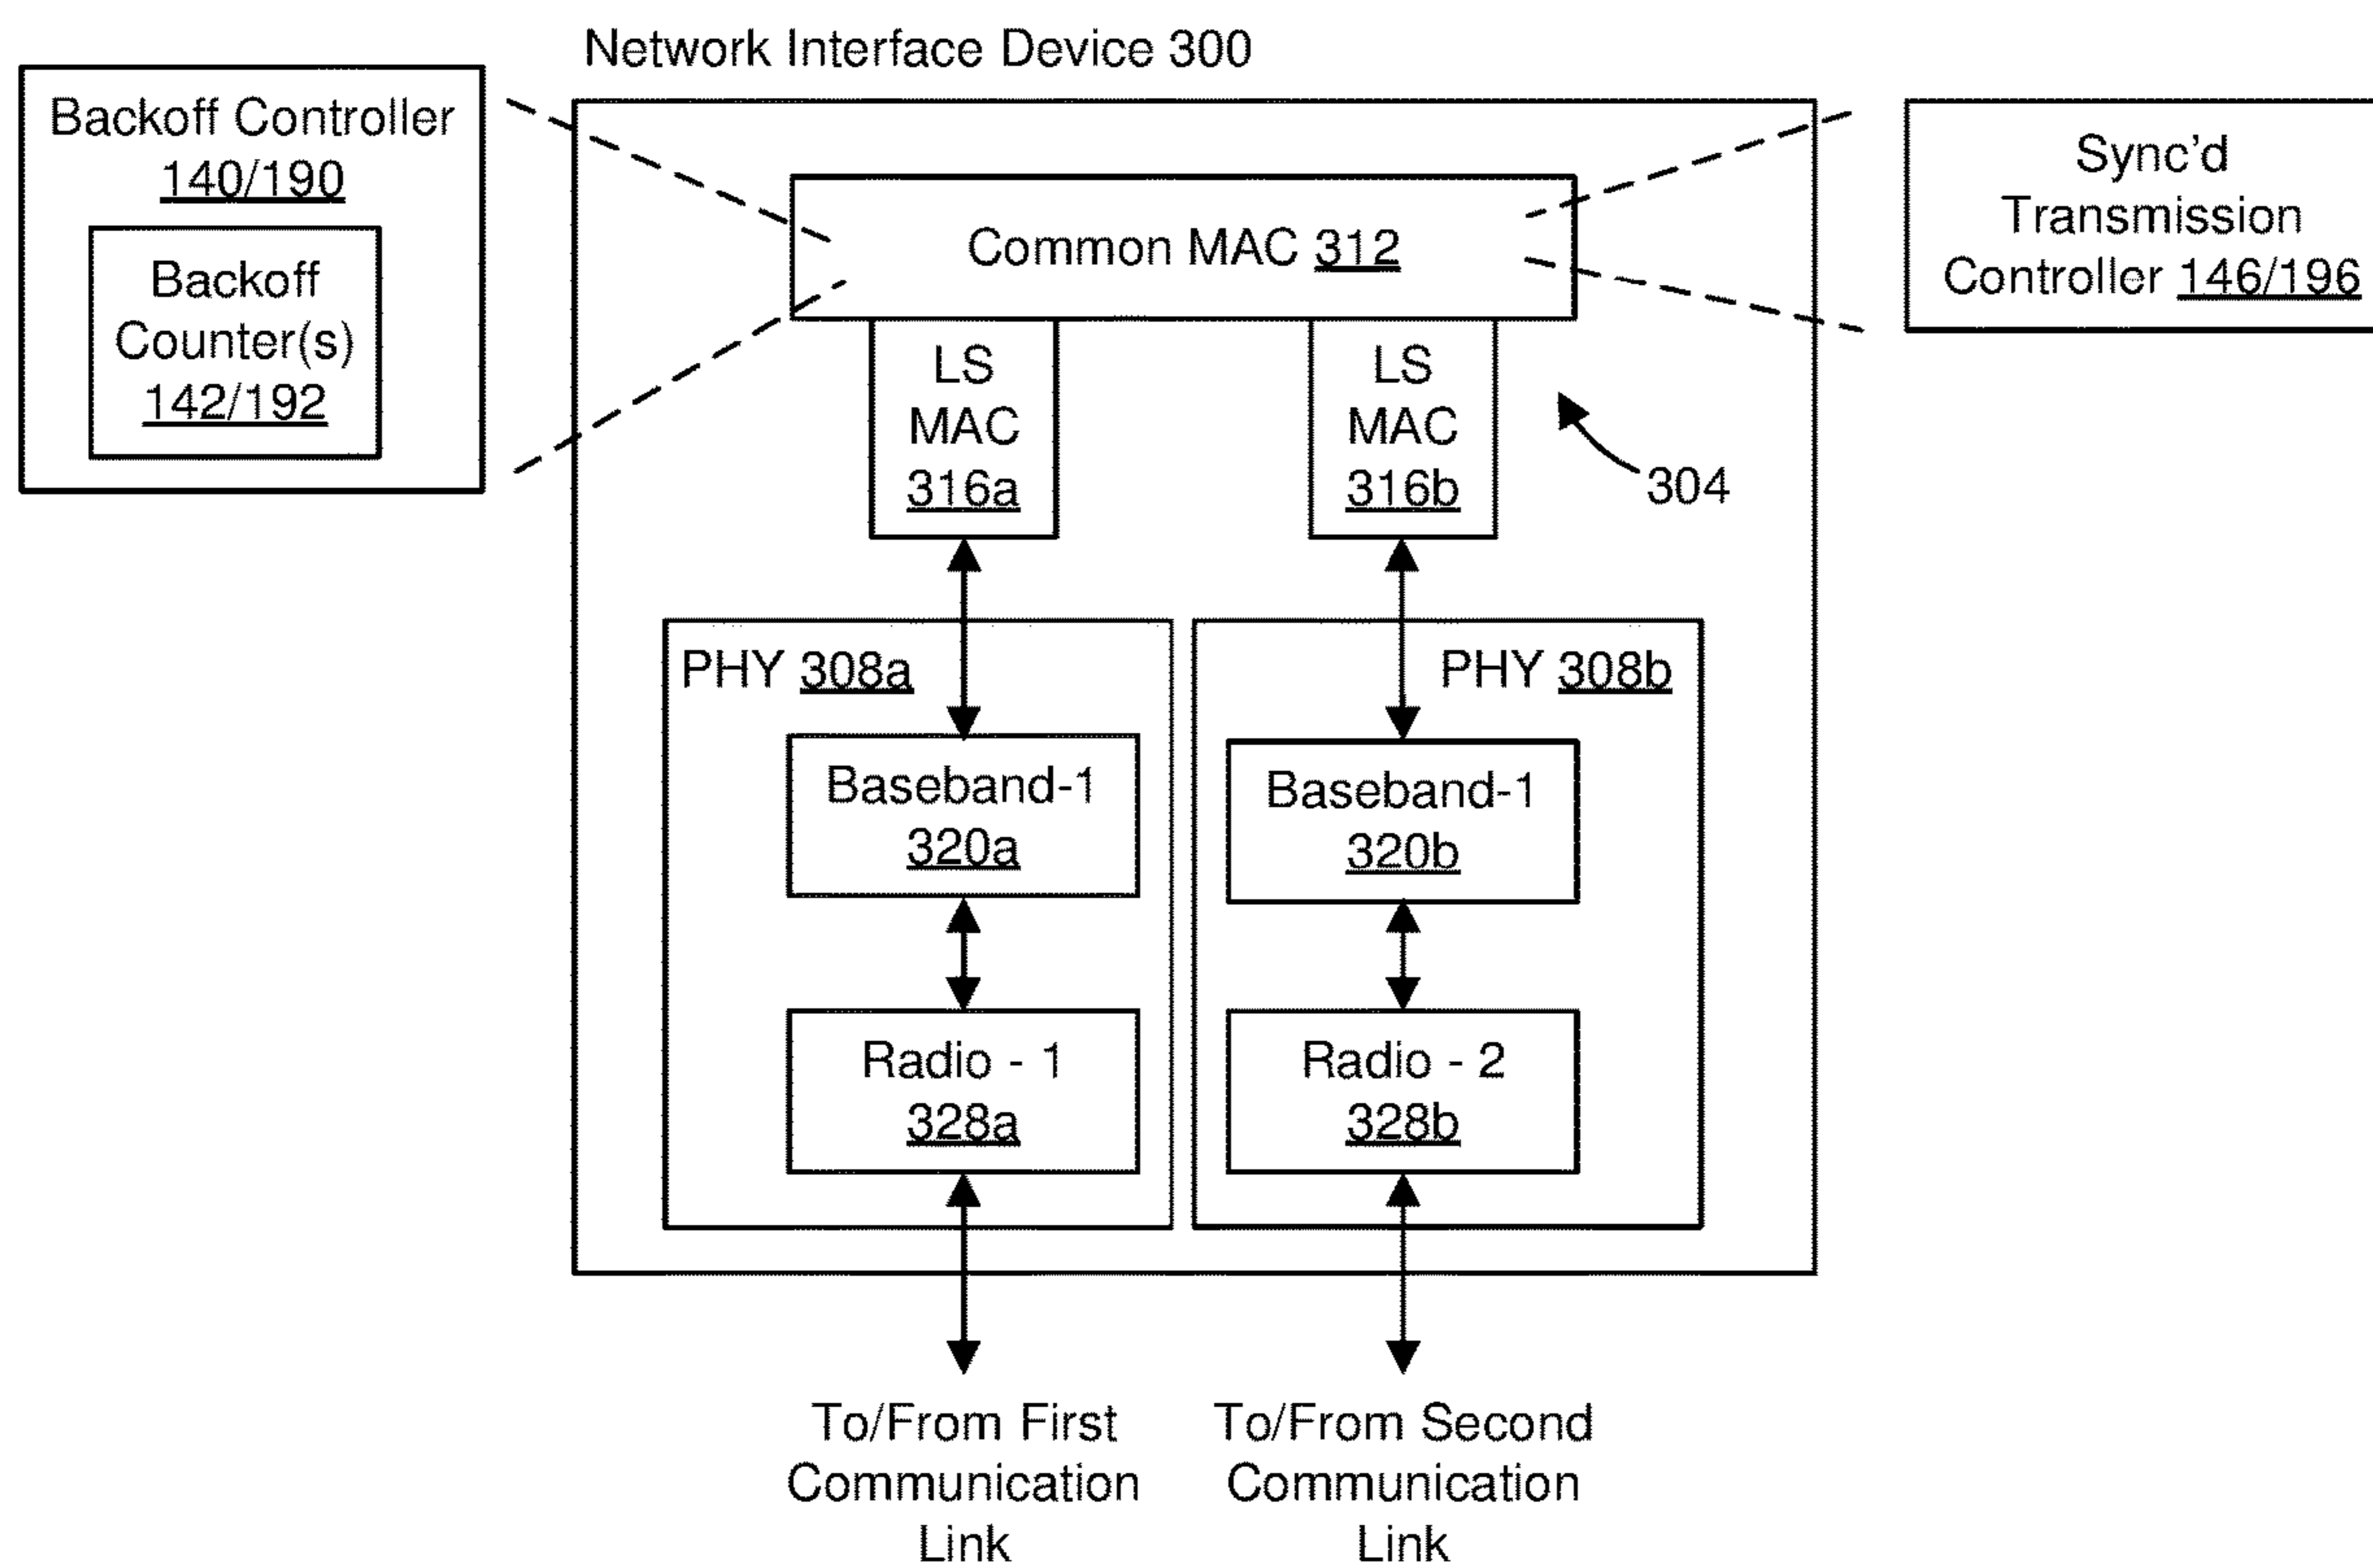 Network Interface Device 300
Backoff Controller
140/190
Backoff
Counter(s)
142/192
Common MAC 312
Sync'd
Transmission
Controller 146/196
LS
MAC
316a
LS
MAC
316b
304
PHY 308a
PHY 308b
Baseband-1
320a
Baseband-1
320b
Radio - 1
328a
Radio - 2
328b
To/From First
Communication
Link
To/From Second
Communication
Link